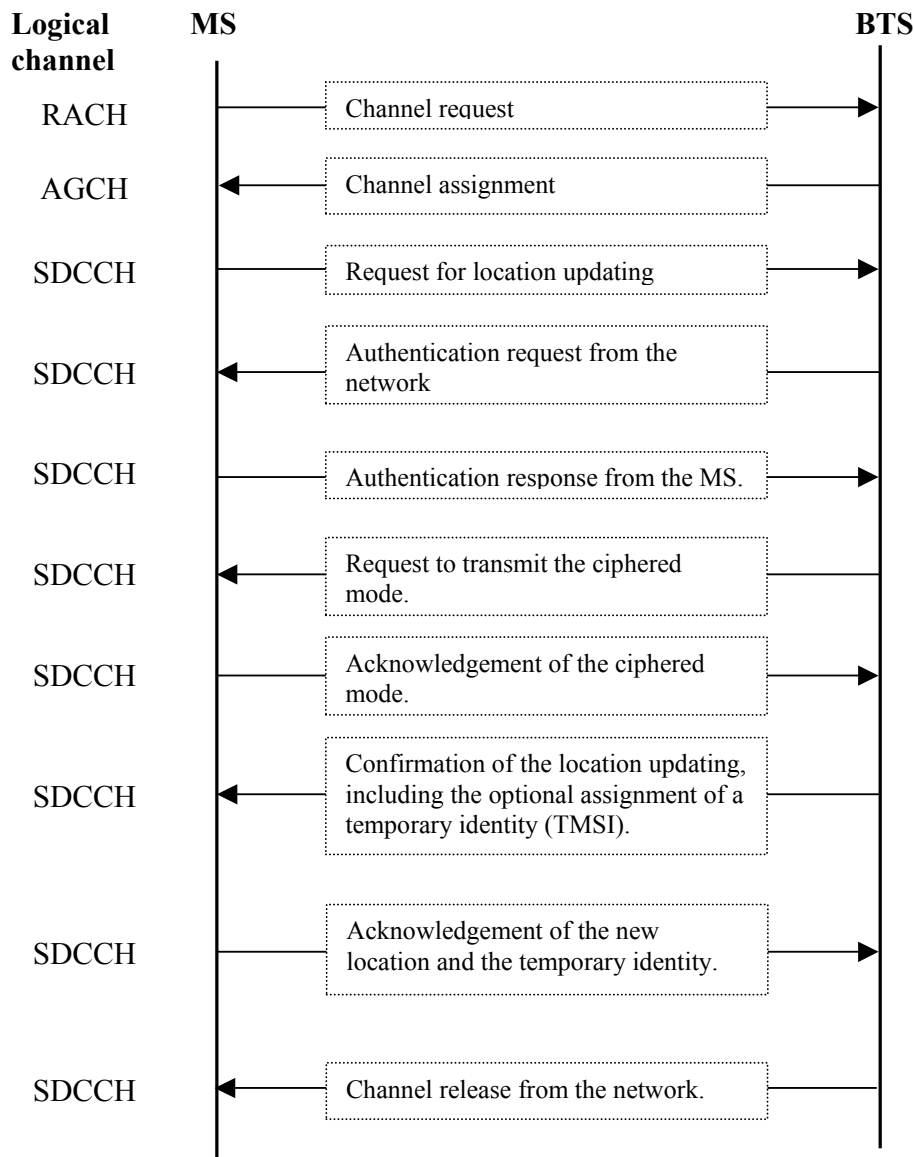 Logical channel MS BTS
RACH Channel request
AGCH Channel assignment
SDCCH Request for location updating
SDCCH Authentication request from the
network
SDCCH Authentication response from the MS.
SDCCH Request to transmit the ciphered
mode.
SDCCH Acknowledgement of the ciphered
mode.
SDCCH Confirmation of the location updating,
including the optional assignment of a
temporary identity (TMSI).
SDCCH Acknowledgement of the new
location and the temporary identity.
SDCCH Channel release from the network.